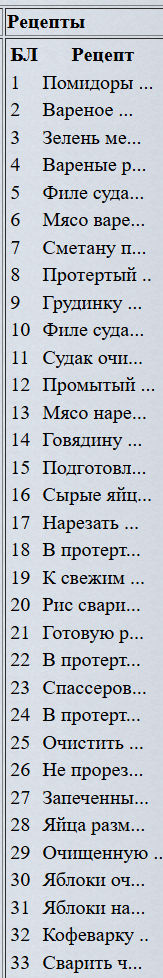 Рецепты
БЛ Рецепт
1 Помидоры ...
2 Вареное ...
3 Зелень ме...
4 Вареные р...
5 Филе суда...
6 Мясо варе...
7 Сметану п...
8 Протертый ..
9 Грудинку ...
10 Филе суда...
11 Судак очи...
12 Промытый ...
13 Мясо наре...
14 Говядину ...
15 Подготовл...
16 Сырые яйц...
17 Нарезать ...
18 В протерт...
19 К свежим ...
20 Рис свари...
21 Готовую р...
22 В протерт...
23 Спассеров...
24 В протерт...
25 Очистить ...
26 Не прорез...
27 Запеченны...
28 Яйца разм...
29 Очищенную ..
30 Яблоки оч...
31 Яблоки на...
32 Кофеварку ..
33 Сварить ч...